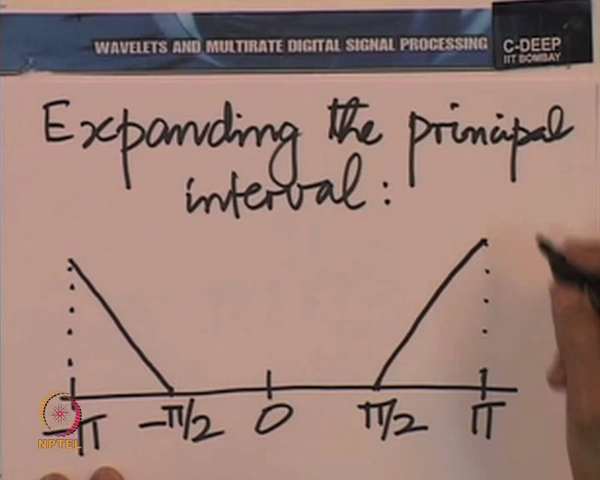 WAVELETS AND MULTIRATE DIGITAL SIGNAL PROCESSING
C-DEEP
IIT BOMBAY
Expanding the principal
interval:
-π -π/2 0 π/2 π
NPTEL